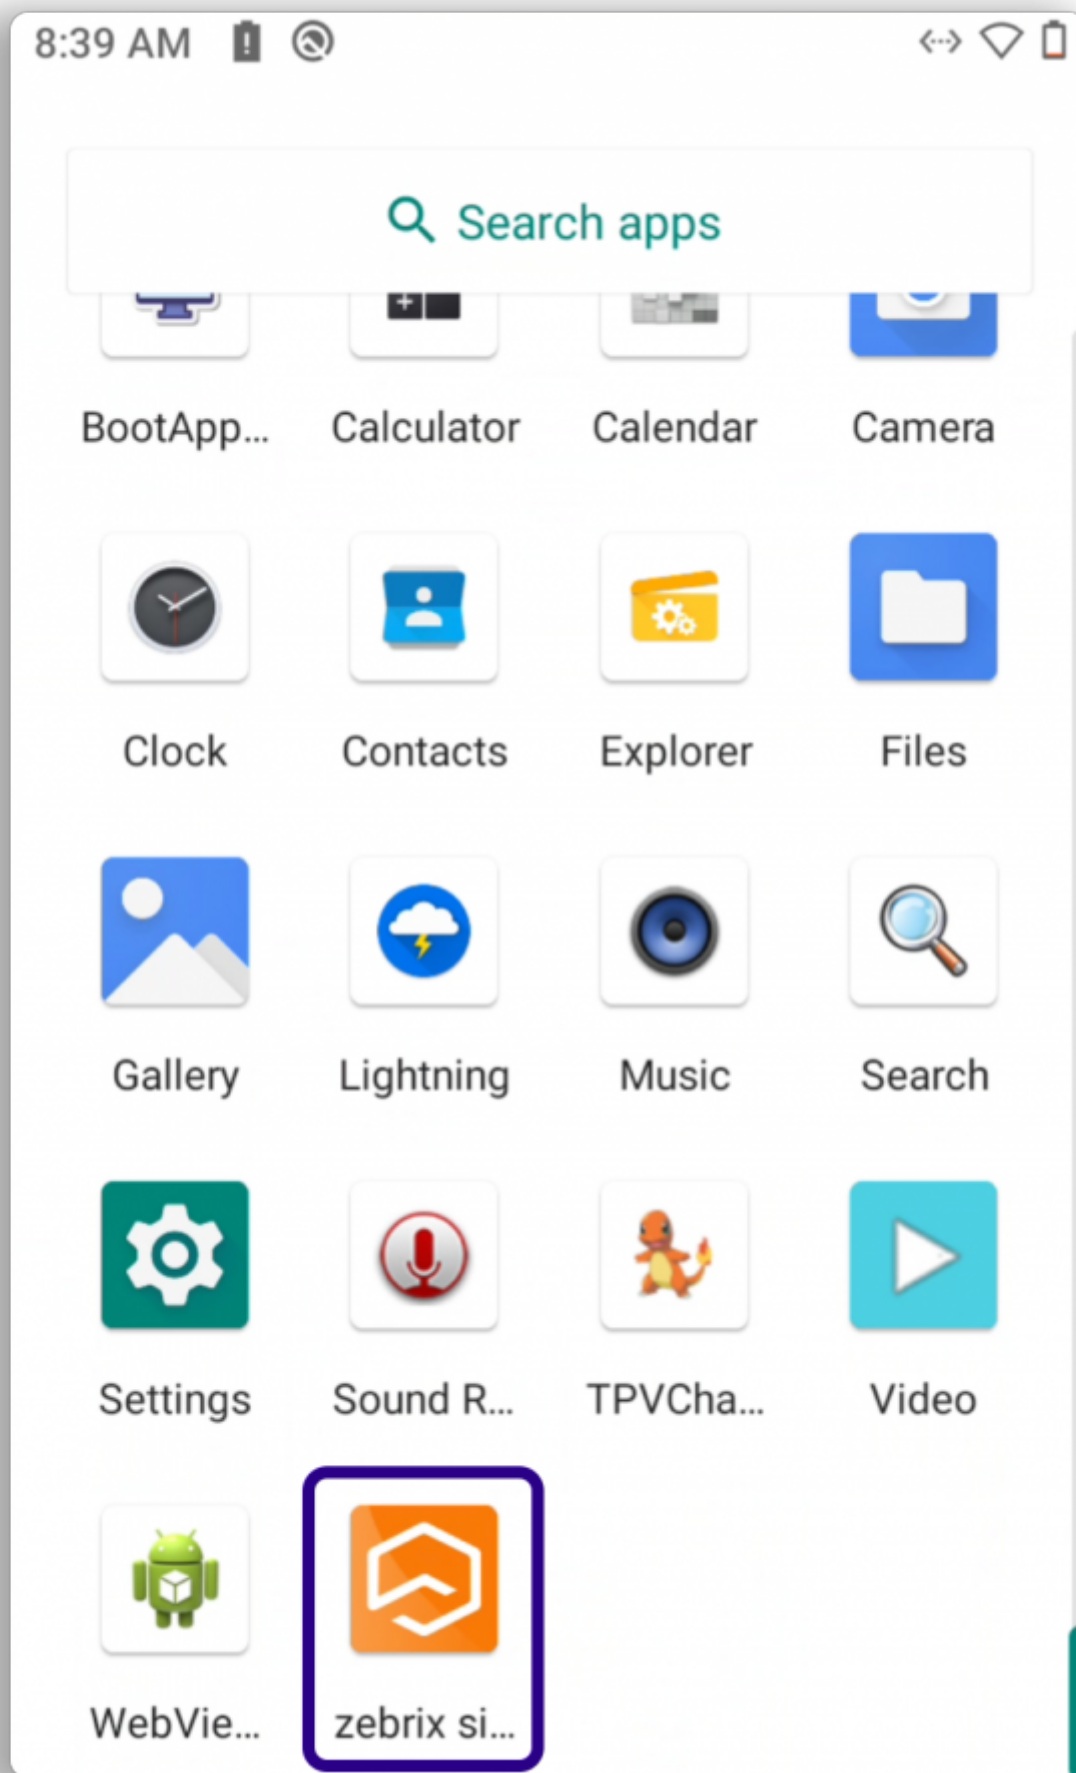 8:39 AM
Search apps
BootApp... Calculator Calendar Camera
Clock Contacts Explorer Files
Gallery Lightning Music Search
Settings Sound R... TPVCha... Video
WebVie... zebrix si...